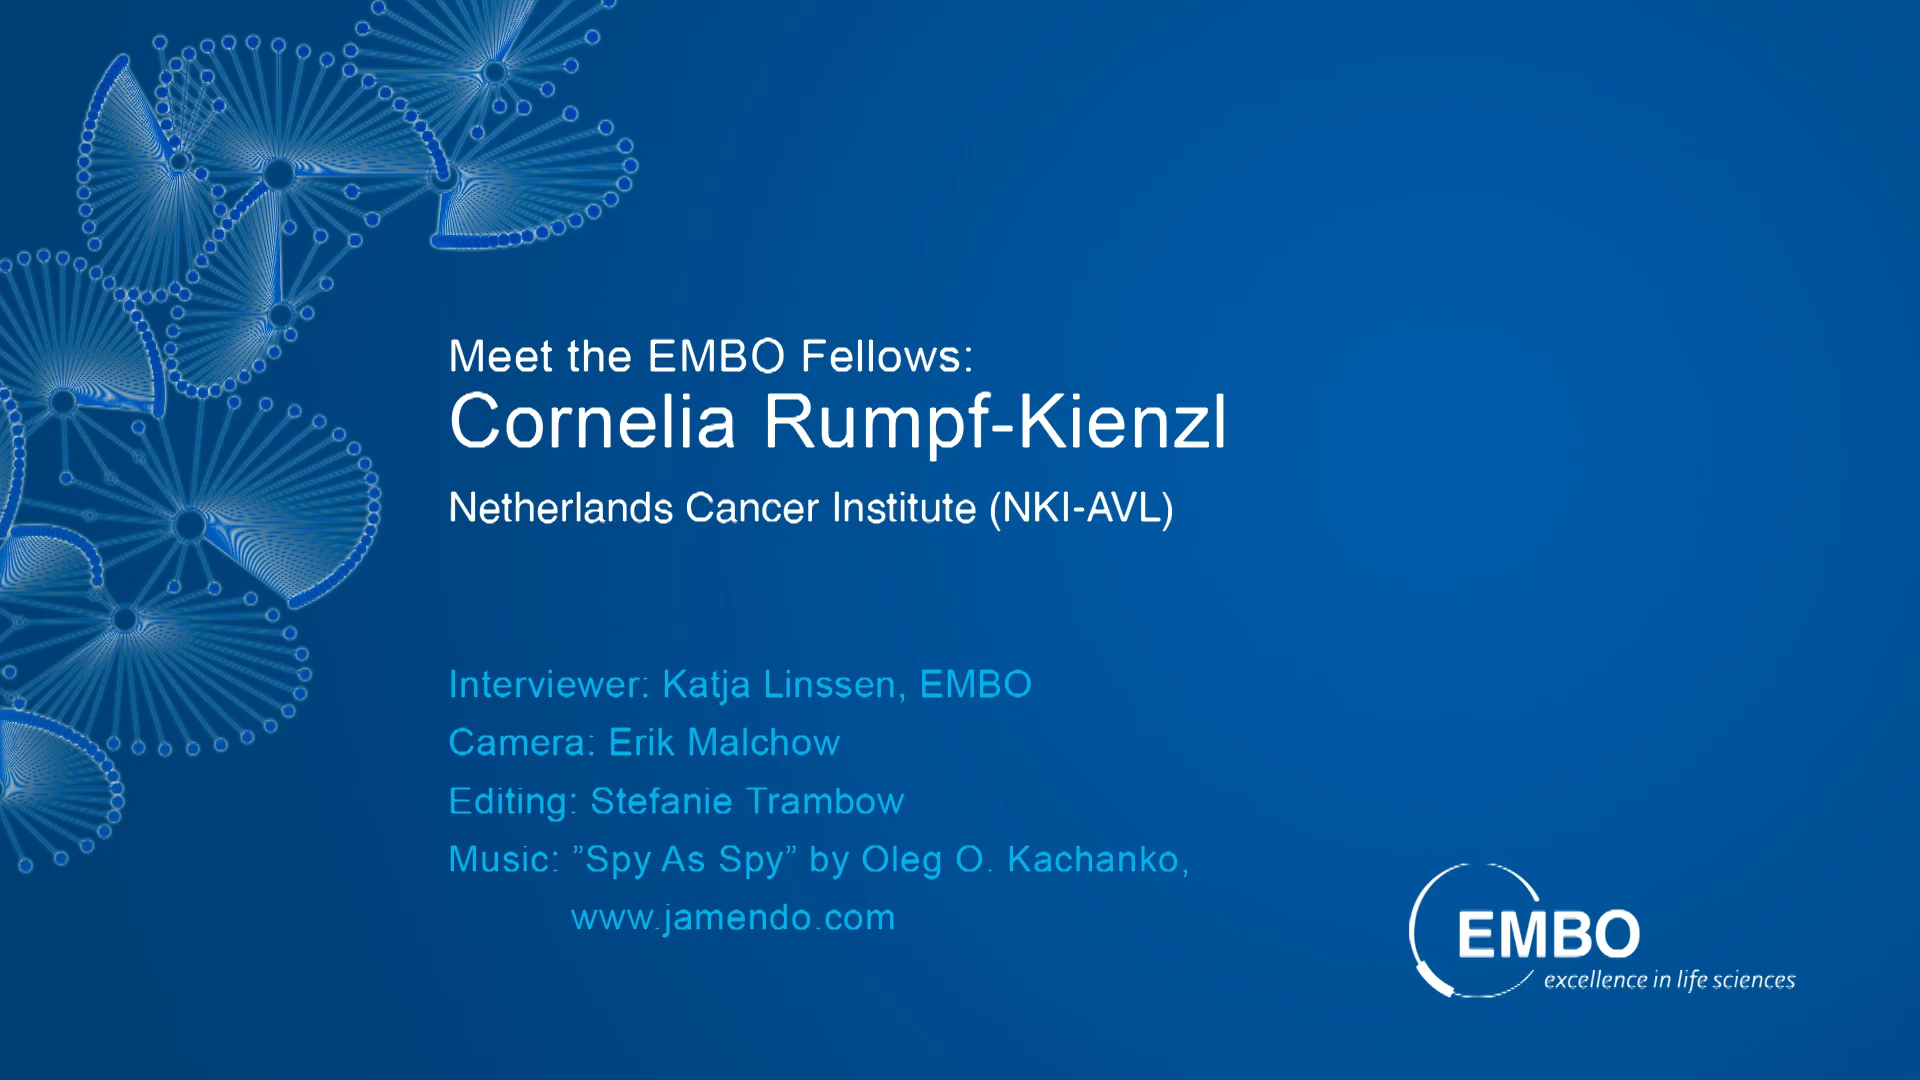 Meet the EMBO Fellows:
Cornelia Rumpf-Kienzl
Netherlands Cancer Institute (NKI-AVL)
Interviewer: Katja Linssen, EMBO
Camera: Erik Malchow
Editing: Stefanie Trambow
Music: ”Spy As Spy” by Oleg O. Kachanko,
www.jamendo.com
EMBO
excellence in life sciences